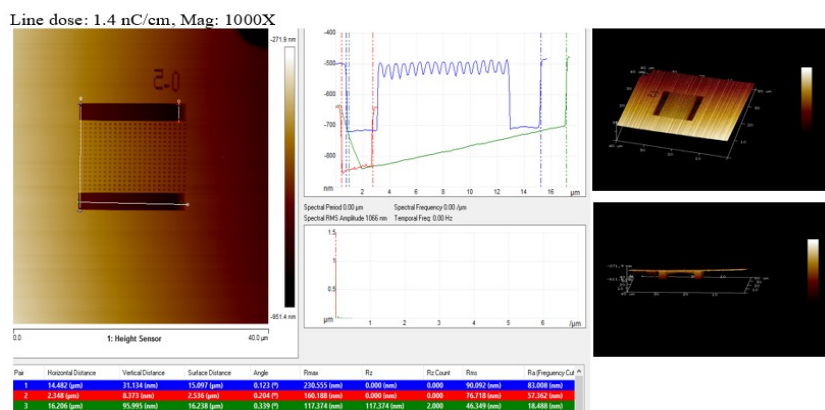 Line dose: 1.4 nC/cm, Mag: 1000X
-271.9 nm
0-5
-951.4 nm
0.0 40.0 µm
1: Height Sensor
-400
-500
-600
-700
-800
nm
2 4 6 8 10 12 14 16 µm
Spectral Period 0.00 µm Spectral Frequency 0.00 /µm
Spectral RMS Amplitude 1066 nm Temporal Freq: 0.00 Hz
1.5
1.0
0.5
µm
1 2 3 4 5 6 /µm
Pair Horizontal Distance Vertical Distance Surface Distance Angle Rmax Rz Rz Count Rms Ra (Freguency Cut
1 14.482 (µm) 31.134 (nm) 15.097 (µm) 0.123 (º) 230.555 (nm) 0.000 (nm) 0.000 90.092 (nm) 83.008 (nm)
2 2.348 (µm) 8.373 (nm) 2.536 (µm) 0.204 (º) 160.188 (nm) 0.000 (nm) 0.000 76.718 (nm) 57.362 (nm)
3 16.206 (µm) 95.995 (nm) 16.238 (µm) 0.339 (º) 117.374 (nm) 117.374 (nm) 2.000 46.349 (nm) 18.488 (nm)